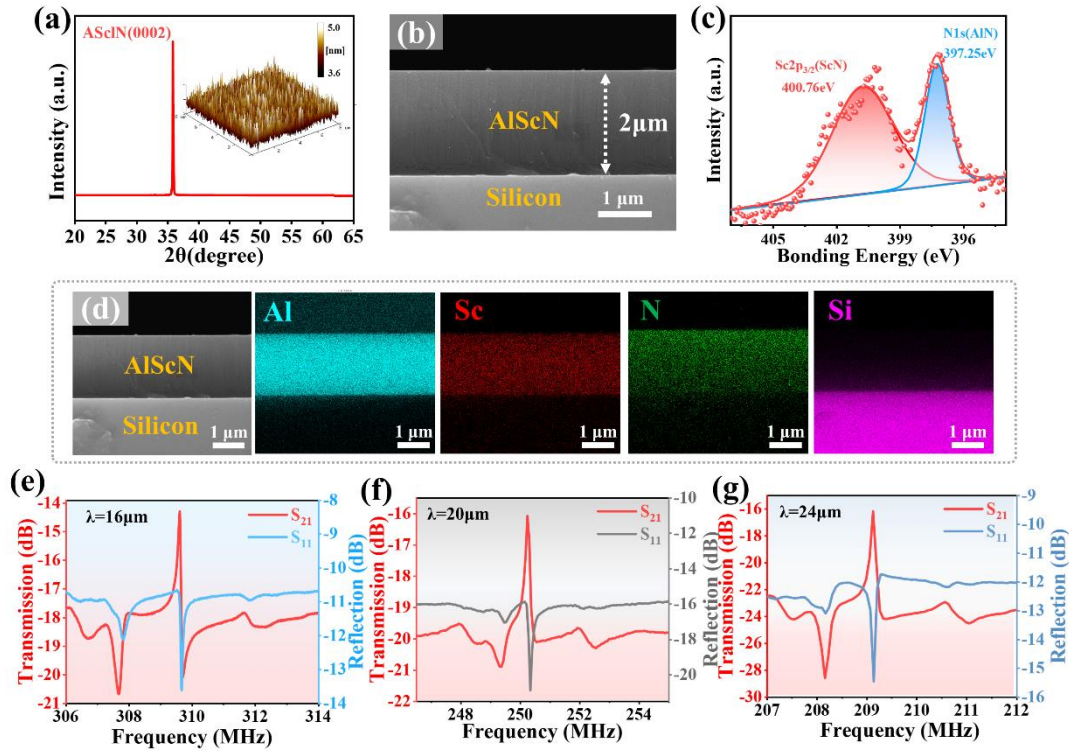 (a)
ASclN(0002)
5.0
[nm]
3.6
Intensity (a.u.)
20 25 30 35 40 45 50 55 60 65
2θ(degree)
(b)
AlScN
2μm
Silicon
1 μm
(c)
N1s(AlN)
397.25eV
Sc2p3/2(ScN)
400.76eV
Intensity (a.u.)
405 402 399 396
Bonding Energy (eV)
(d)
AlScN
Silicon
1 μm
Al
1 μm
Sc
1 μm
N
1 μm
Si
1 μm
(e)
λ=16μm
S21
S11
Transmission (dB)
-14
-15
-16
-17
-18
-19
-20
-21
Reflection (dB)
-8
-9
-10
-11
-12
-13
-14
306 308 310 312 314
Frequency (MHz)
(f)
λ=20μm
S21
S11
Transmission (dB)
-16
-17
-18
-19
-20
-21
-22
Reflection (dB)
-10
-12
-14
-16
-18
-20
248 250 252 254
Frequency (MHz)
(g)
λ=24μm
S21
S11
Transmission (dB)
-16
-18
-20
-22
-24
-26
-28
-30
Reflection (dB)
-9
-10
-11
-12
-13
-14
-15
-16
207 208 209 210 211 212
Frequency (MHz)